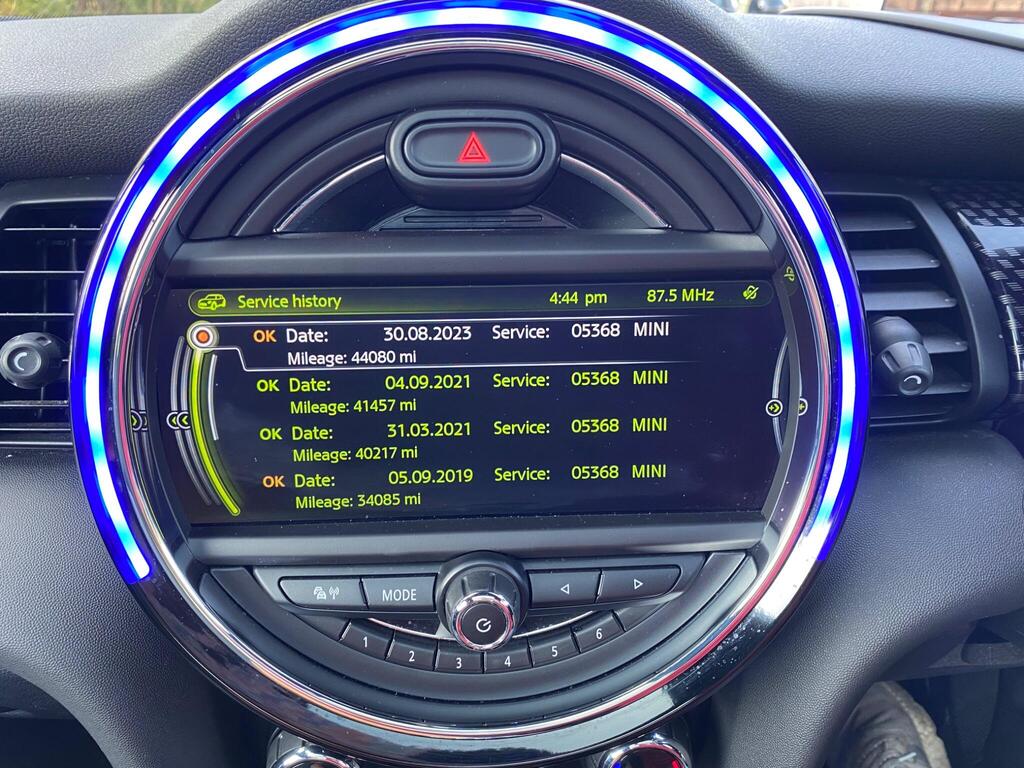 Service history 4:44 pm 87.5 MHz
OK Date: 30.08.2023 Service: 05368 MINI
Mileage: 44080 mi
OK Date: 04.09.2021 Service: 05368 MINI
Mileage: 41457 mi
OK Date: 31.03.2021 Service: 05368 MINI
Mileage: 40217 mi
OK Date: 05.09.2019 Service: 05368 MINI
Mileage: 34085 mi
MODE
1 2 3 4 5 6